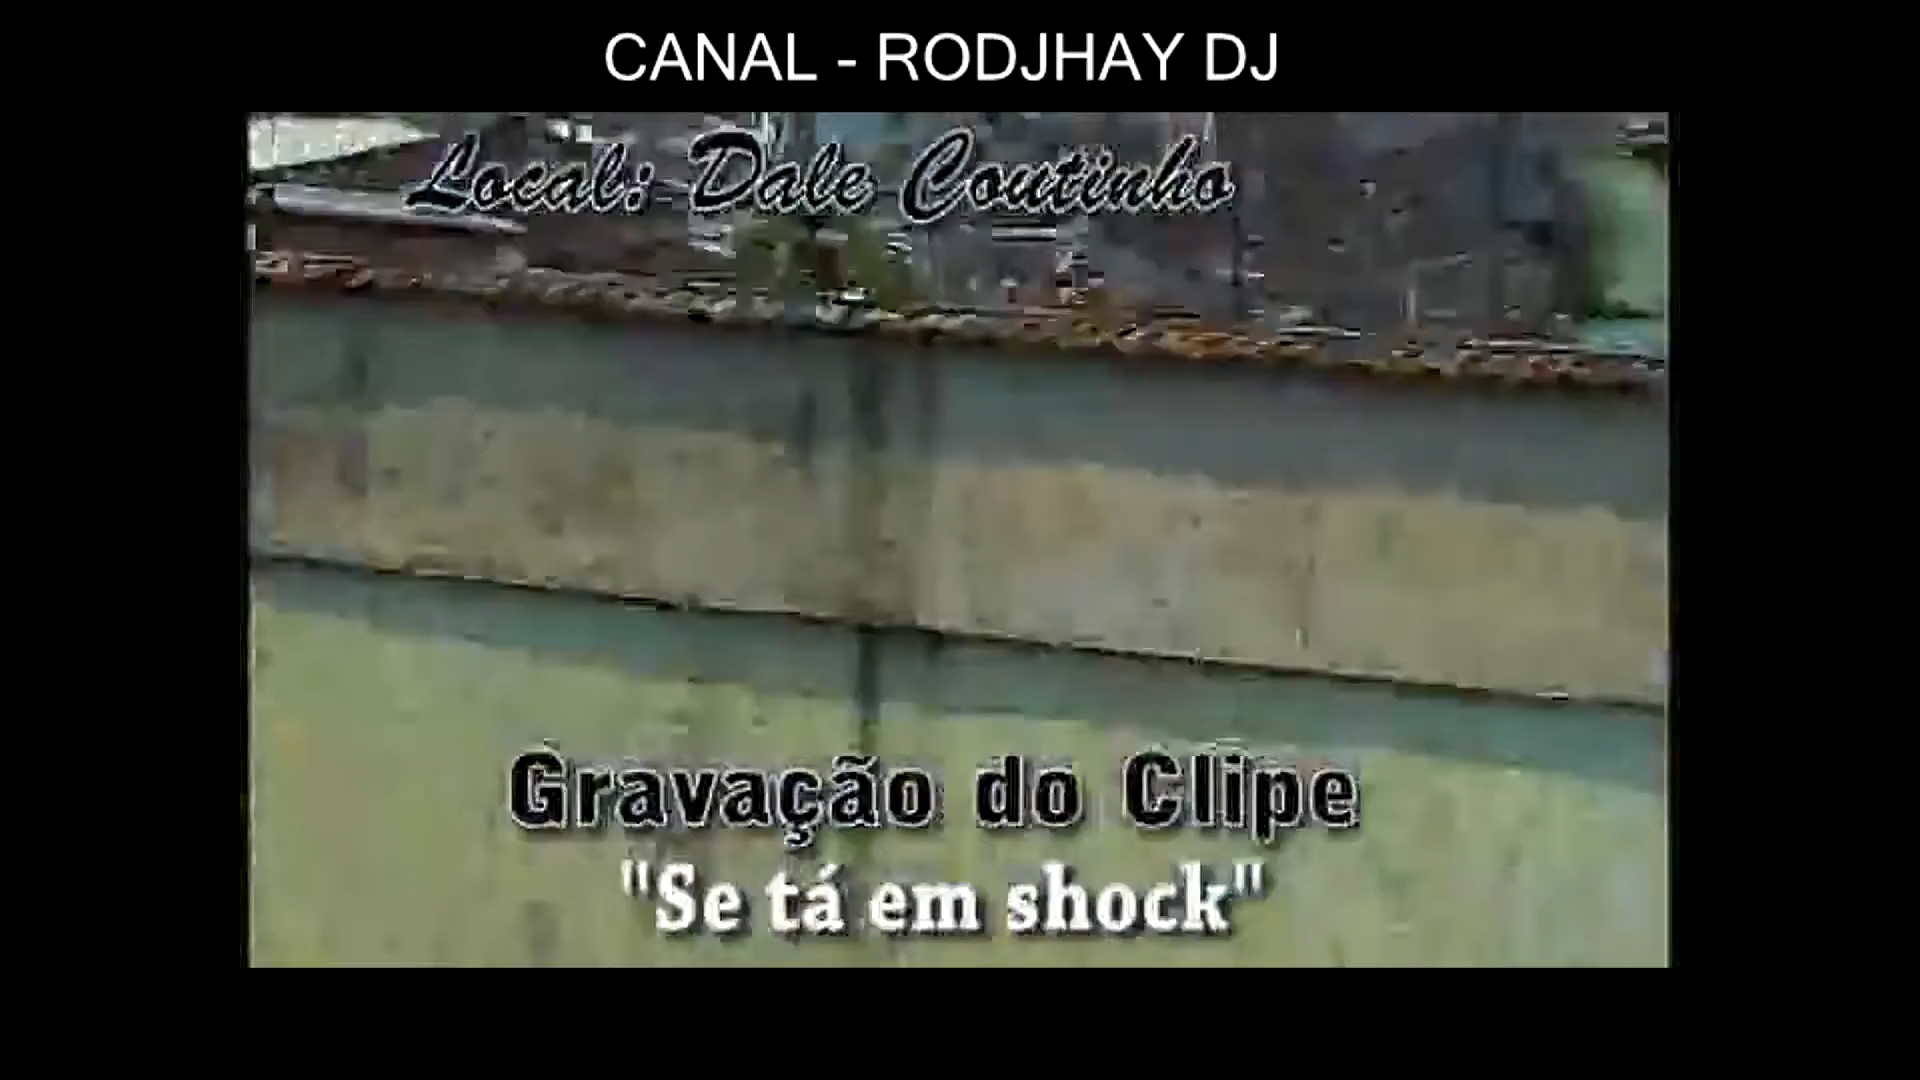 CANAL - RODJHAY DJ
Local: Dale Coutinho
Gravação do Clipe
"Se tá em shock"